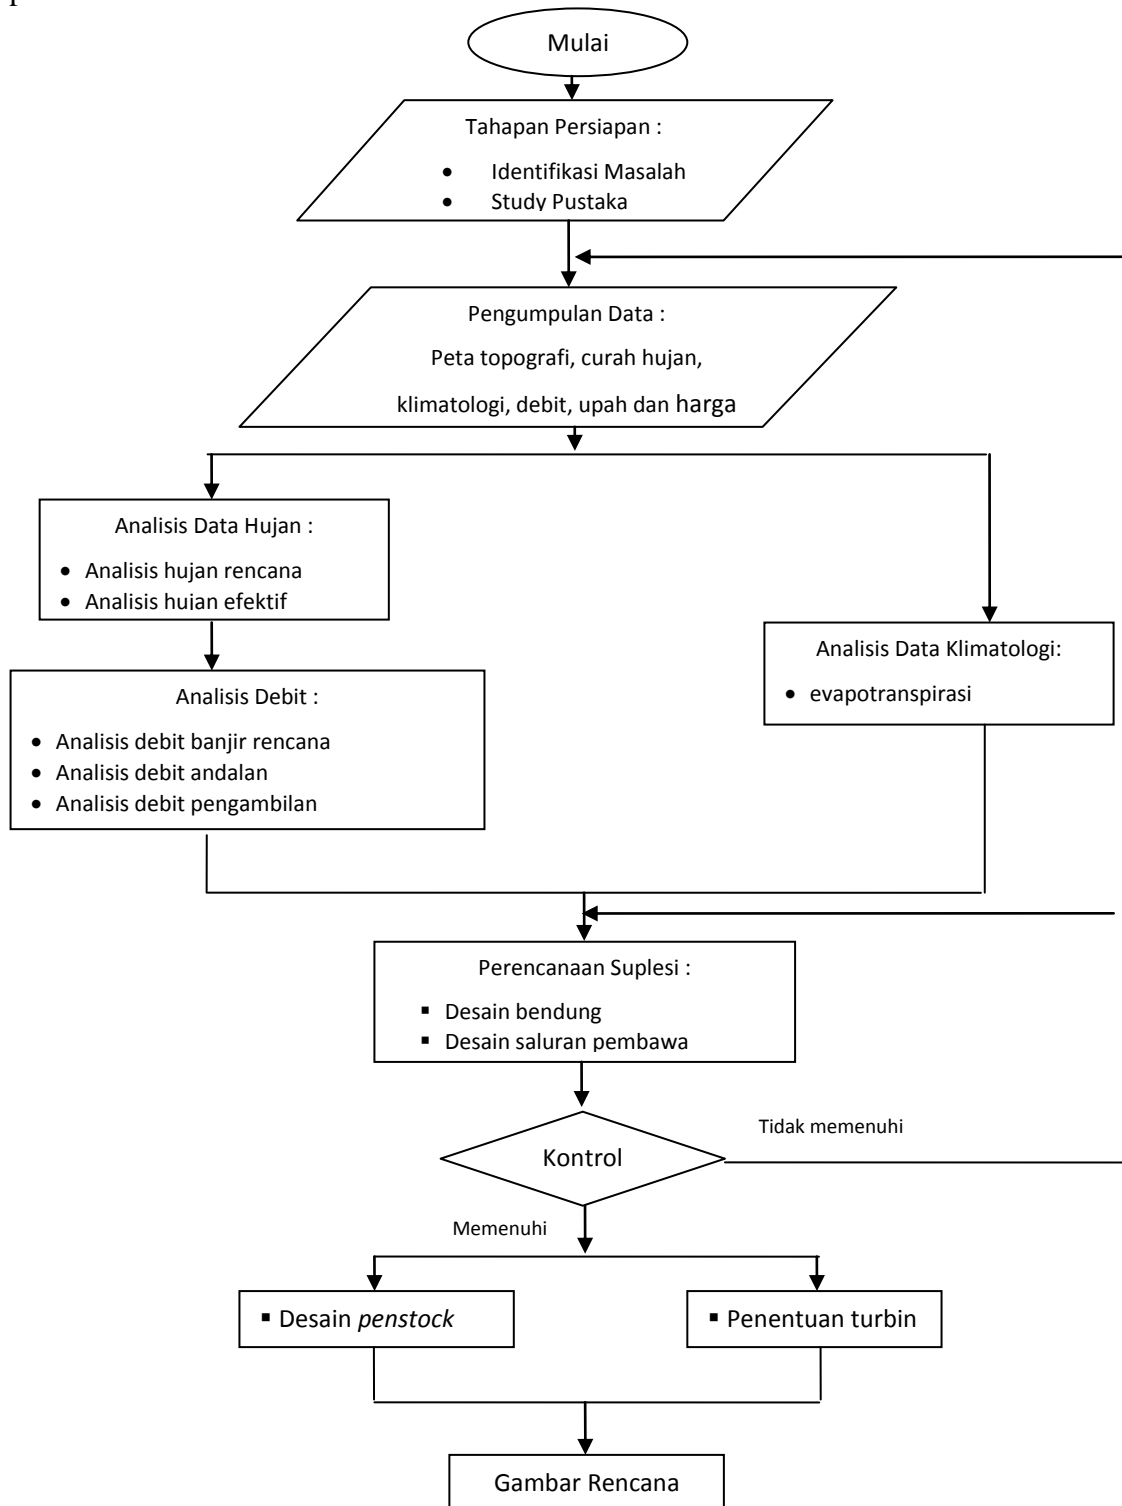 p
Mulai
Tahapan Persiapan :
• Identifikasi Masalah
• Study Pustaka
Pengumpulan Data :
Peta topografi, curah hujan,
klimatologi, debit, upah dan harga
Analisis Data Hujan :
• Analisis hujan rencana
• Analisis hujan efektif
Analisis Data Klimatologi:
• evapotranspirasi
Analisis Debit :
• Analisis debit banjir rencana
• Analisis debit andalan
• Analisis debit pengambilan
Perencanaan Suplesi :
▪ Desain bendung
▪ Desain saluran pembawa
Kontrol
Tidak memenuhi
Memenuhi
▪ Desain penstock
▪ Penentuan turbin
Gambar Rencana